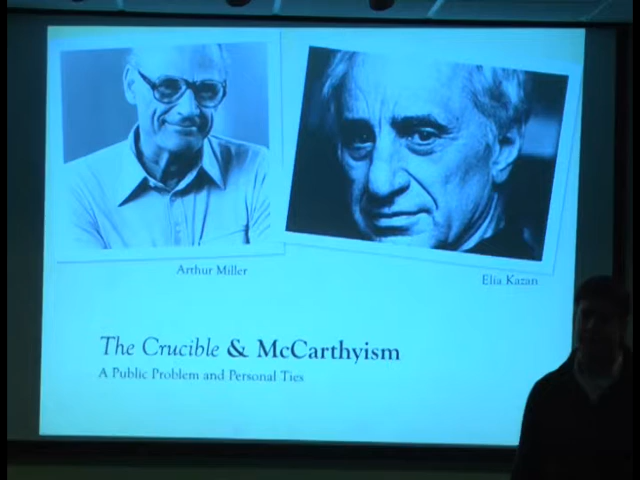 Arthur Miller
Elia Kazan
The Crucible & McCarthyism
A Public Problem and Personal Ties